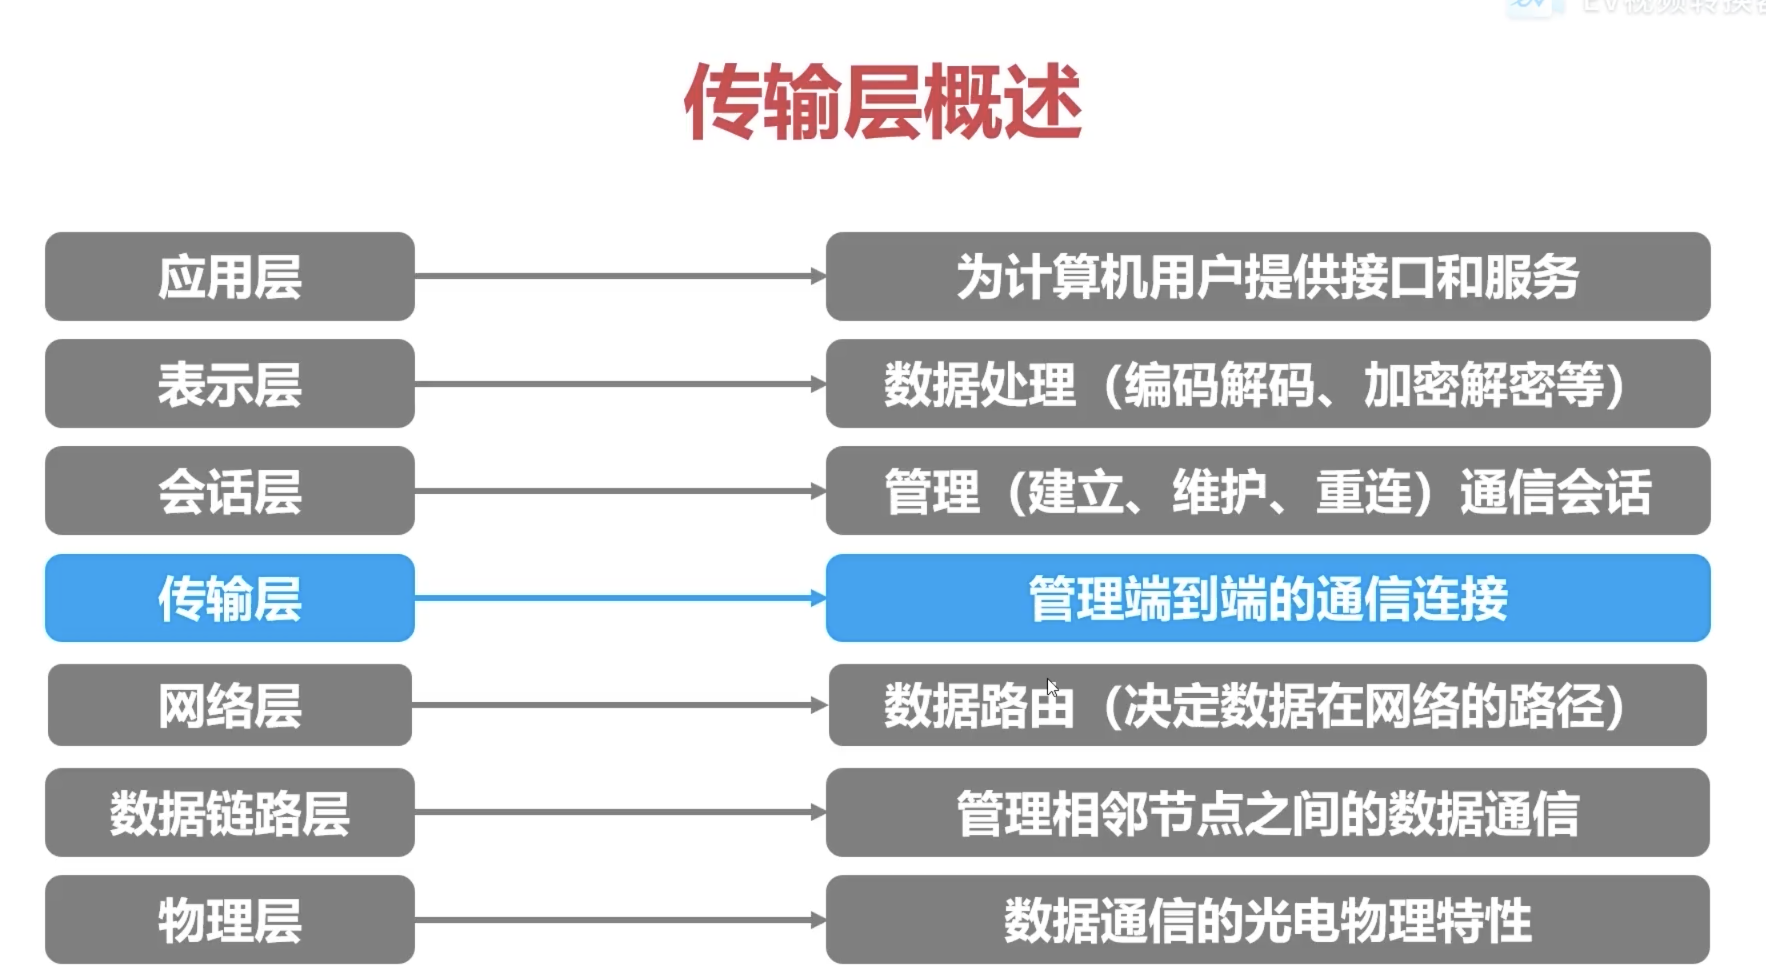 EV视频转换
传输层概述
应用层 为计算机用户提供接口和服务
表示层 数据处理（编码解码、加密解密等）
会话层 管理（建立、维护、重连）通信会话
传输层 管理端到端的通信连接
网络层 数据路由（决定数据在网络的路径）
数据链路层 管理相邻节点之间的数据通信
物理层 数据通信的光电物理特性